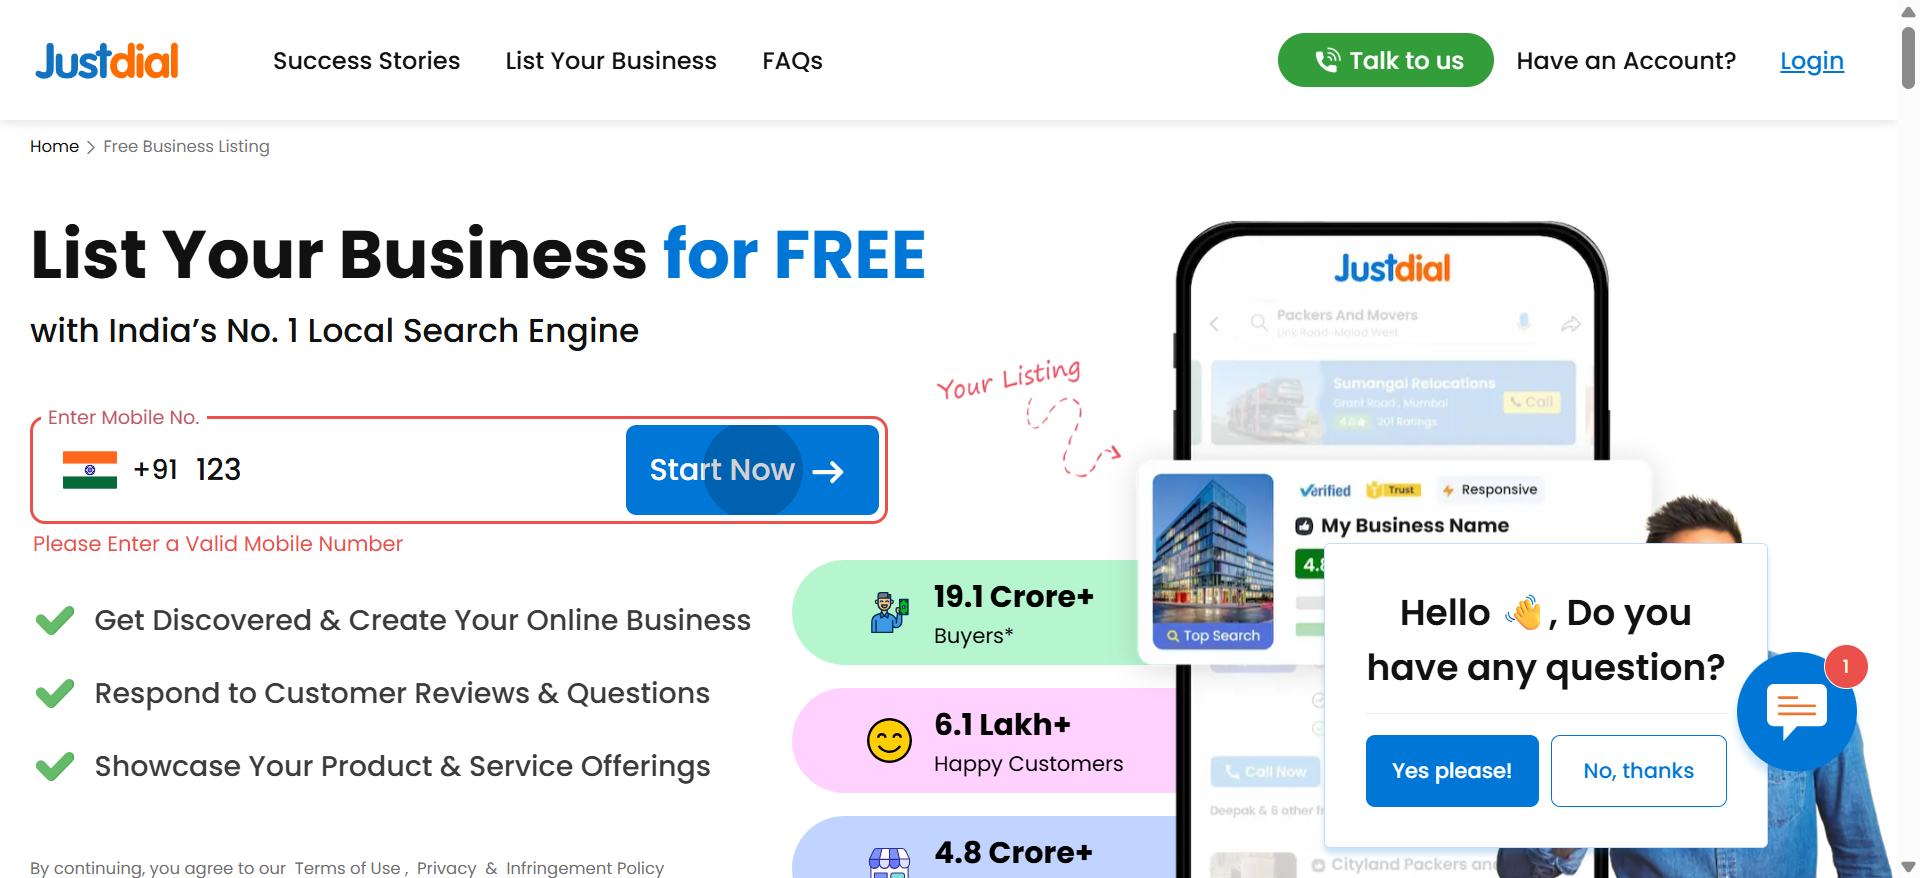 Justdial
Success Stories
List Your Business
FAQs
Talk to us
Have an Account?
Login
Home > Free Business Listing
List Your Business for FREE
with India's No. 1 Local Search Engine
Enter Mobile No.
+91 123
Start Now →
Please Enter a Valid Mobile Number
Get Discovered & Create Your Online Business
Respond to Customer Reviews & Questions
Showcase Your Product & Service Offerings
By continuing, you agree to our Terms of Use , Privacy & Infringement Policy
19.1 Crore+
Buyers*
6.1 Lakh+
Happy Customers
4.8 Crore+
Your Listing
Justdial
Packers And Movers
Link Road-Malad West
Sumangal Relocations
Grant Road , Mumbai
Call
4.0
201 Ratings
Verified
Trust
Responsive
My Business Name
4.8
Top Search
Call Now
Deepak & 6 other
Cityland Packers
Hello 👋, Do you
have any question?
Yes please!
No, thanks
1